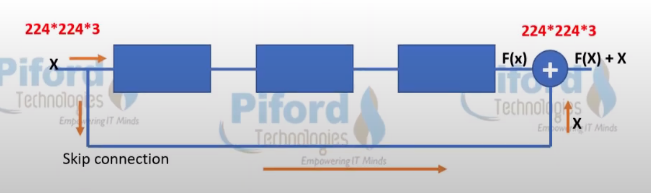 224*224*3
224*224*3
X
F(x)
+
F(X) + X
Piford
Technologies
Empowering IT Minds
Piford
Technologies
Empowering IT Minds
Technologies
Empowering IT Minds
X
Skip connection